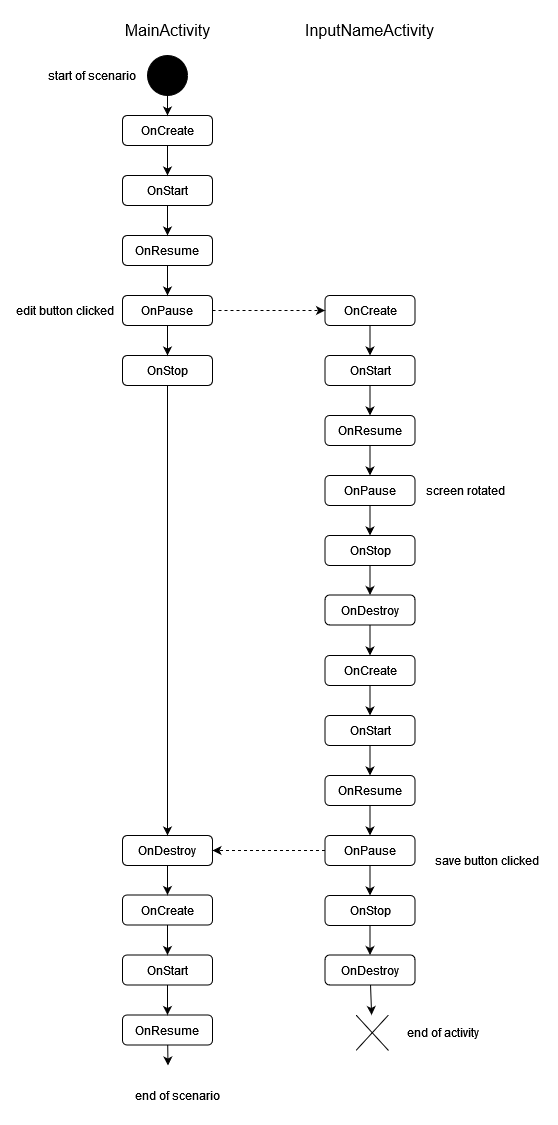 MainActivity
InputNameActivity
start of scenario
OnCreate
OnStart
OnResume
edit button clicked
OnPause
OnCreate
OnStop
OnStart
OnResume
OnPause
screen rotated
OnStop
OnDestroy
OnCreate
OnStart
OnResume
OnDestroy
OnPause
save button clicked
OnCreate
OnStop
OnStart
OnDestroy
OnResume
end of activity
end of scenario